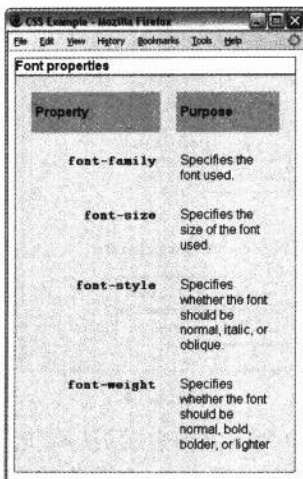 CSS Example - Mozilla Firefox
File Edit View History Bookmarks Tools Help
Font properties
Property Purpose
font-family Specifies the
font used.
font-size Specifies the
size of the font
used.
font-style Specifies
whether the font
should be
normal, italic, or
oblique.
font-weight Specifies
whether the font
should be
normal, bold,
bolder, or lighter